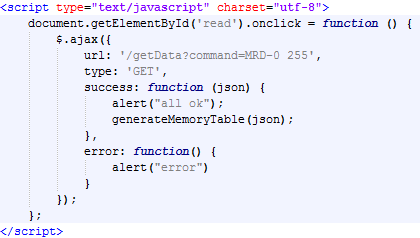 <script type="text/javascript" charset="utf-8">
    document.getElementById('read').onclick = function () {
        $.ajax({
            url: '/getData?command=MRD-0 255',
            type: 'GET',
            success: function (json) {
                alert("all ok");
                generateMemoryTable(json);
            },
            error: function() {
                alert("error")
            }
        });
    };
</script>